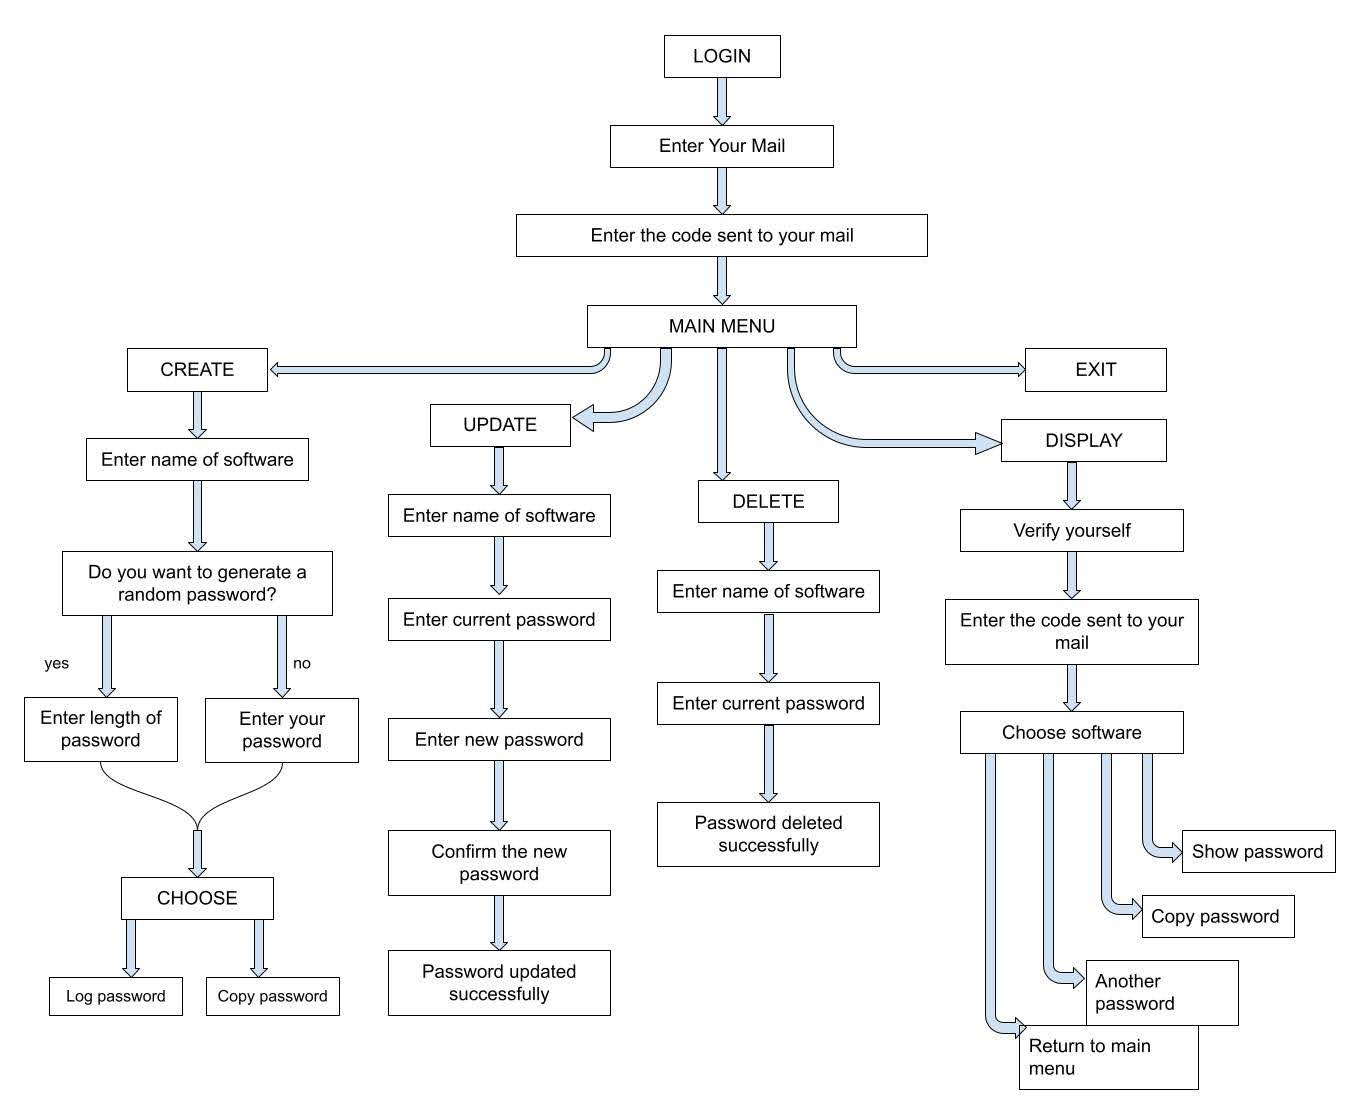 LOGIN
Enter Your Mail
Enter the code sent to your mail
MAIN MENU
CREATE
Enter name of software
Do you want to generate a
random password?
yes
no
Enter length of
password
Enter your
password
CHOOSE
Log password
Copy password
UPDATE
Enter name of software
Enter current password
Enter new password
Confirm the new
password
Password updated
successfully
DELETE
Enter name of software
Enter current password
Password deleted
successfully
EXIT
DISPLAY
Verify yourself
Enter the code sent to your
mail
Choose software
Show password
Copy password
Another
password
Return to main
menu